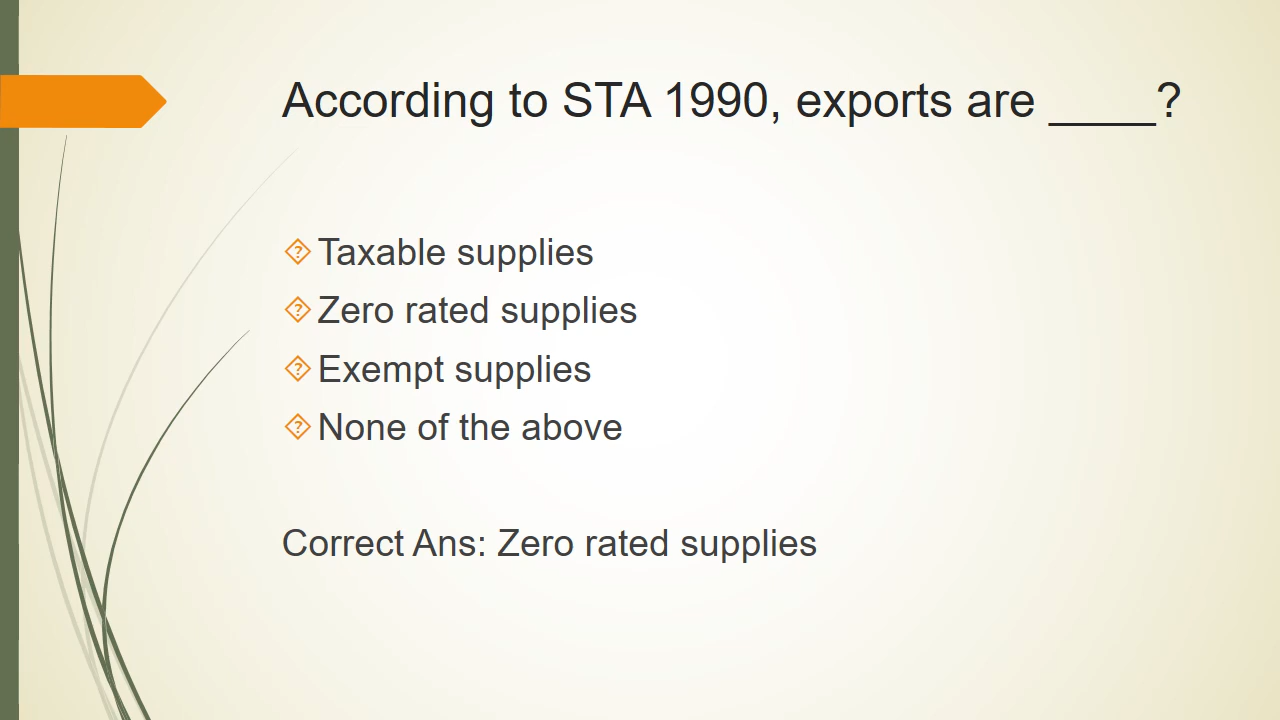 According to STA 1990, exports are ____?
Taxable supplies
Zero rated supplies
Exempt supplies
None of the above
Correct Ans: Zero rated supplies